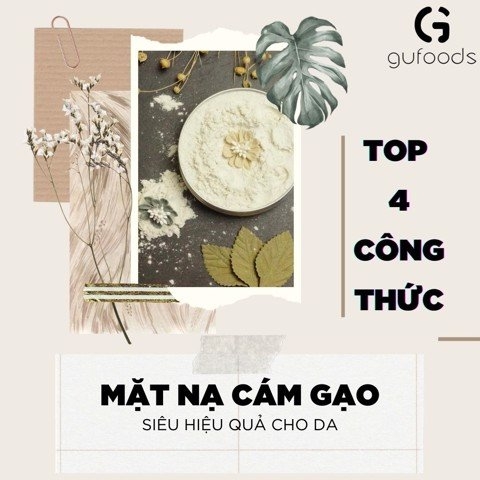 gufoods
TOP
4
CÔNG
THỨC
MẶT NẠ CÁM GẠO
SIÊU HIỆU QUẢ CHO DA